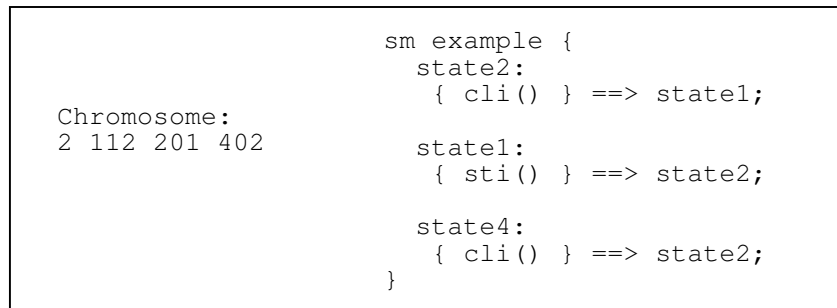 Chromosome:
2 112 201 402
sm example {
state2:
{ cli() } ==> state1;
state1:
{ sti() } ==> state2;
state4:
{ cli() } ==> state2;
}